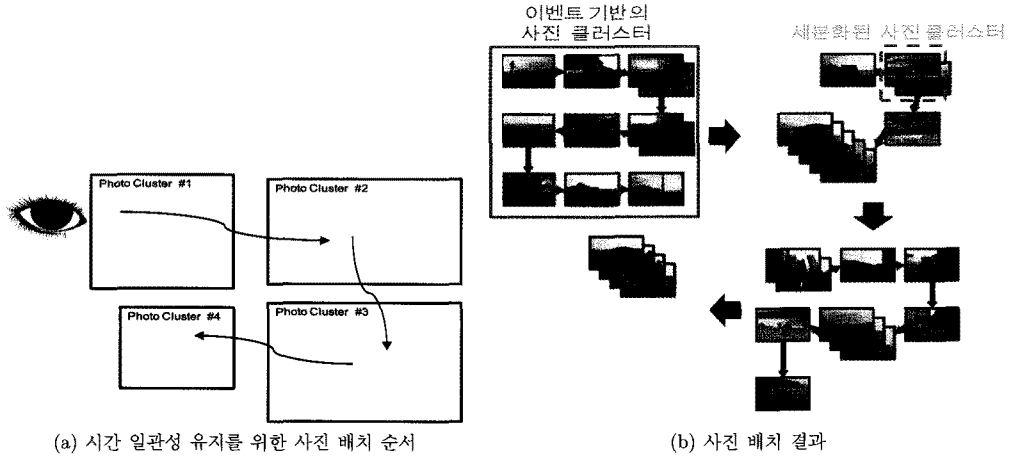 이벤트 기반의
사진 클러스터
세분화된 사진 클러스터
Photo Cluster #1
Photo Cluster #2
Photo Cluster #4
Photo Cluster #3
(a) 시간 일관성 유지를 위한 사진 배치 순서
(b) 사진 배치 결과